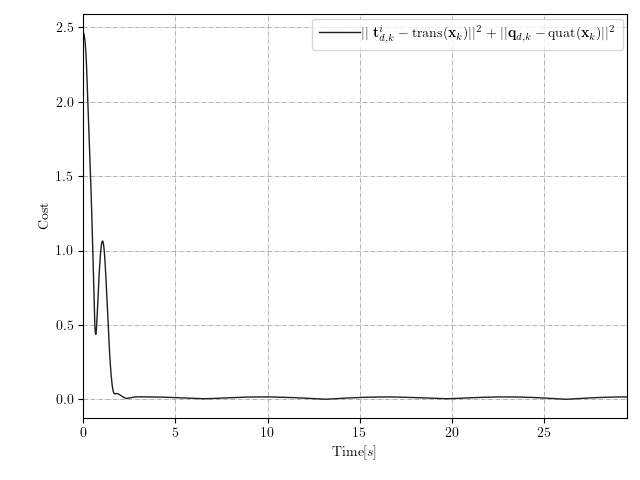 || t^i_{d,k} − trans(x_k)||^2 + ||q_{d,k} − quat(x_k)||^2
2.5
2.0
1.5
1.0
0.5
0.0
Cost
0 5 10 15 20 25
Time[s]